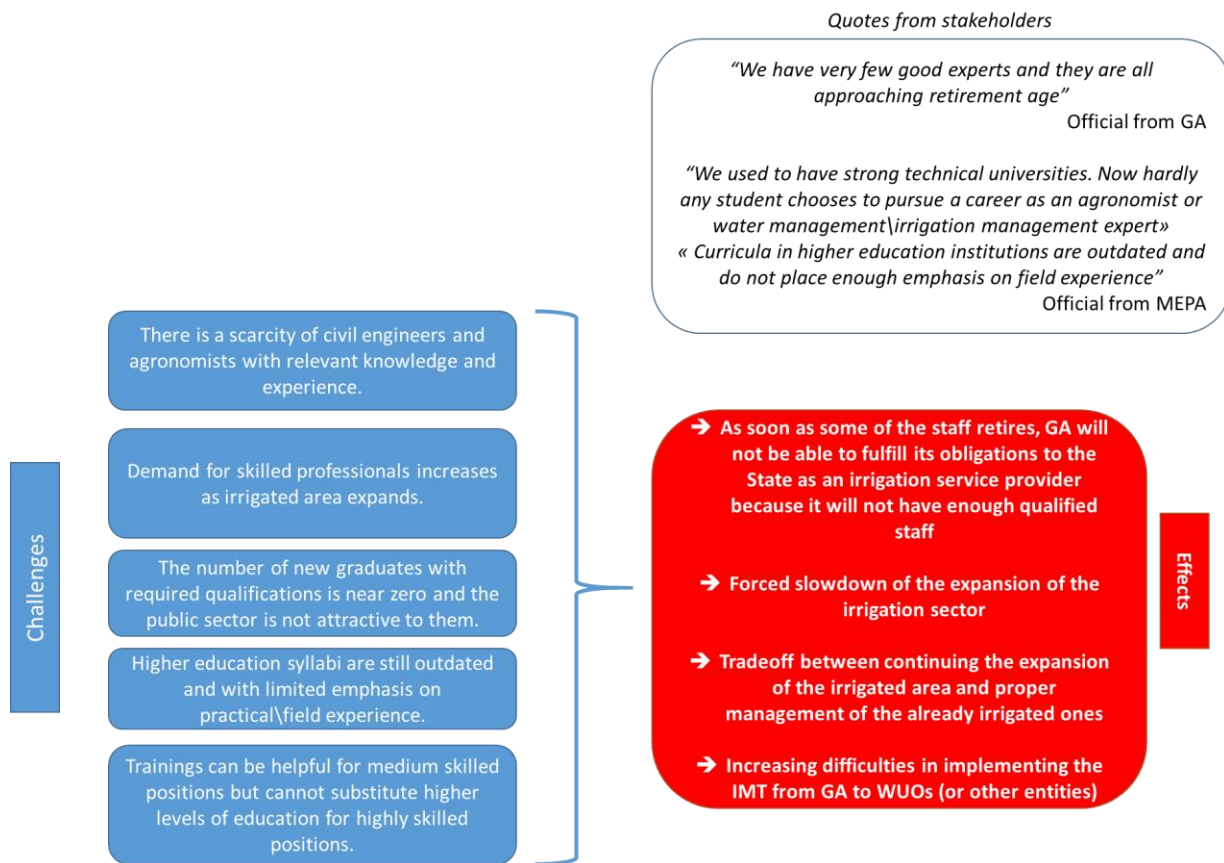 Quotes from stakeholders
“We have very few good experts and they are all
approaching retirement age”
Official from GA
“We used to have strong technical universities. Now hardly
any student chooses to pursue a career as an agronomist or
water management\irrigation management expert»
« Curricula in higher education institutions are outdated and
do not place enough emphasis on field experience”
Official from MEPA
Challenges
There is a scarcity of civil engineers and
agronomists with relevant knowledge and
experience.
Demand for skilled professionals increases
as irrigated area expands.
The number of new graduates with
required qualifications is near zero and the
public sector is not attractive to them.
Higher education syllabi are still outdated
and with limited emphasis on
practical\field experience.
Trainings can be helpful for medium skilled
positions but cannot substitute higher
levels of education for highly skilled
positions.
➔ As soon as some of the staff retires, GA will
not be able to fulfill its obligations to the
State as an irrigation service provider
because it will not have enough qualified
staff
➔ Forced slowdown of the expansion of the
irrigation sector
➔ Tradeoff between continuing the expansion
of the irrigated area and proper
management of the already irrigated ones
➔ Increasing difficulties in implementing the
IMT from GA to WUOs (or other entities)
Effects